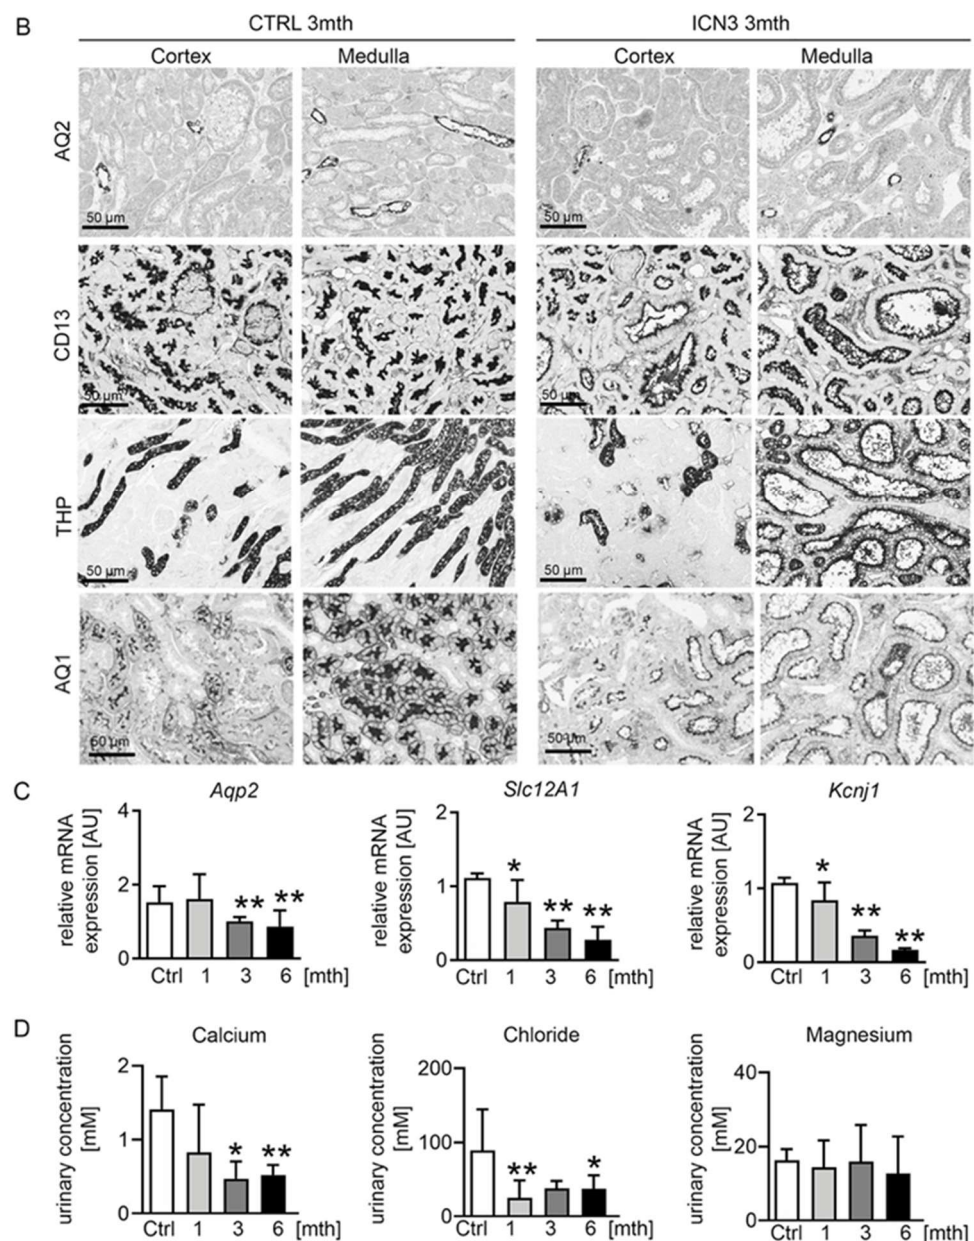 B
CTRL 3mth ICN3 3mth
Cortex Medulla Cortex Medulla
AQ2
50 µm 50 µm
CD13
50 µm 50 µm
THP
50 µm 50 µm
AQ1
50 µm 50 µm
C
Aqp2 Slc12A1 Kcnj1
relative mRNA
expression [AU]
4
2
0
Ctrl 1 3 6 [mth]
** **
relative mRNA
expression [AU]
2
1
0
Ctrl 1 3 6 [mth]
* ** **
relative mRNA
expression [AU]
2
1
0
Ctrl 1 3 6 [mth]
* ** **
D
Calcium Chloride Magnesium
urinary concentration
[mM]
2
1
0
Ctrl 1 3 6 [mth]
* **
urinary concentration
[mM]
200
100
0
Ctrl 1 3 6 [mth]
** *
urinary concentration
[mM]
40
20
0
Ctrl 1 3 6 [mth]